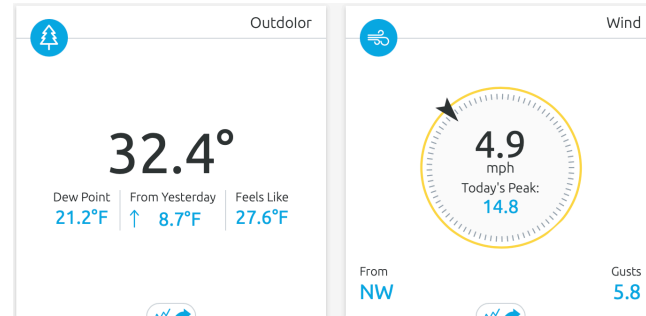 Outdolor
32.4°
Dew Point
21.2°F
From Yesterday
↑ 8.7°F
Feels Like
27.6°F
Wind
4.9
mph
Today's Peak:
14.8
From
NW
Gusts
5.8